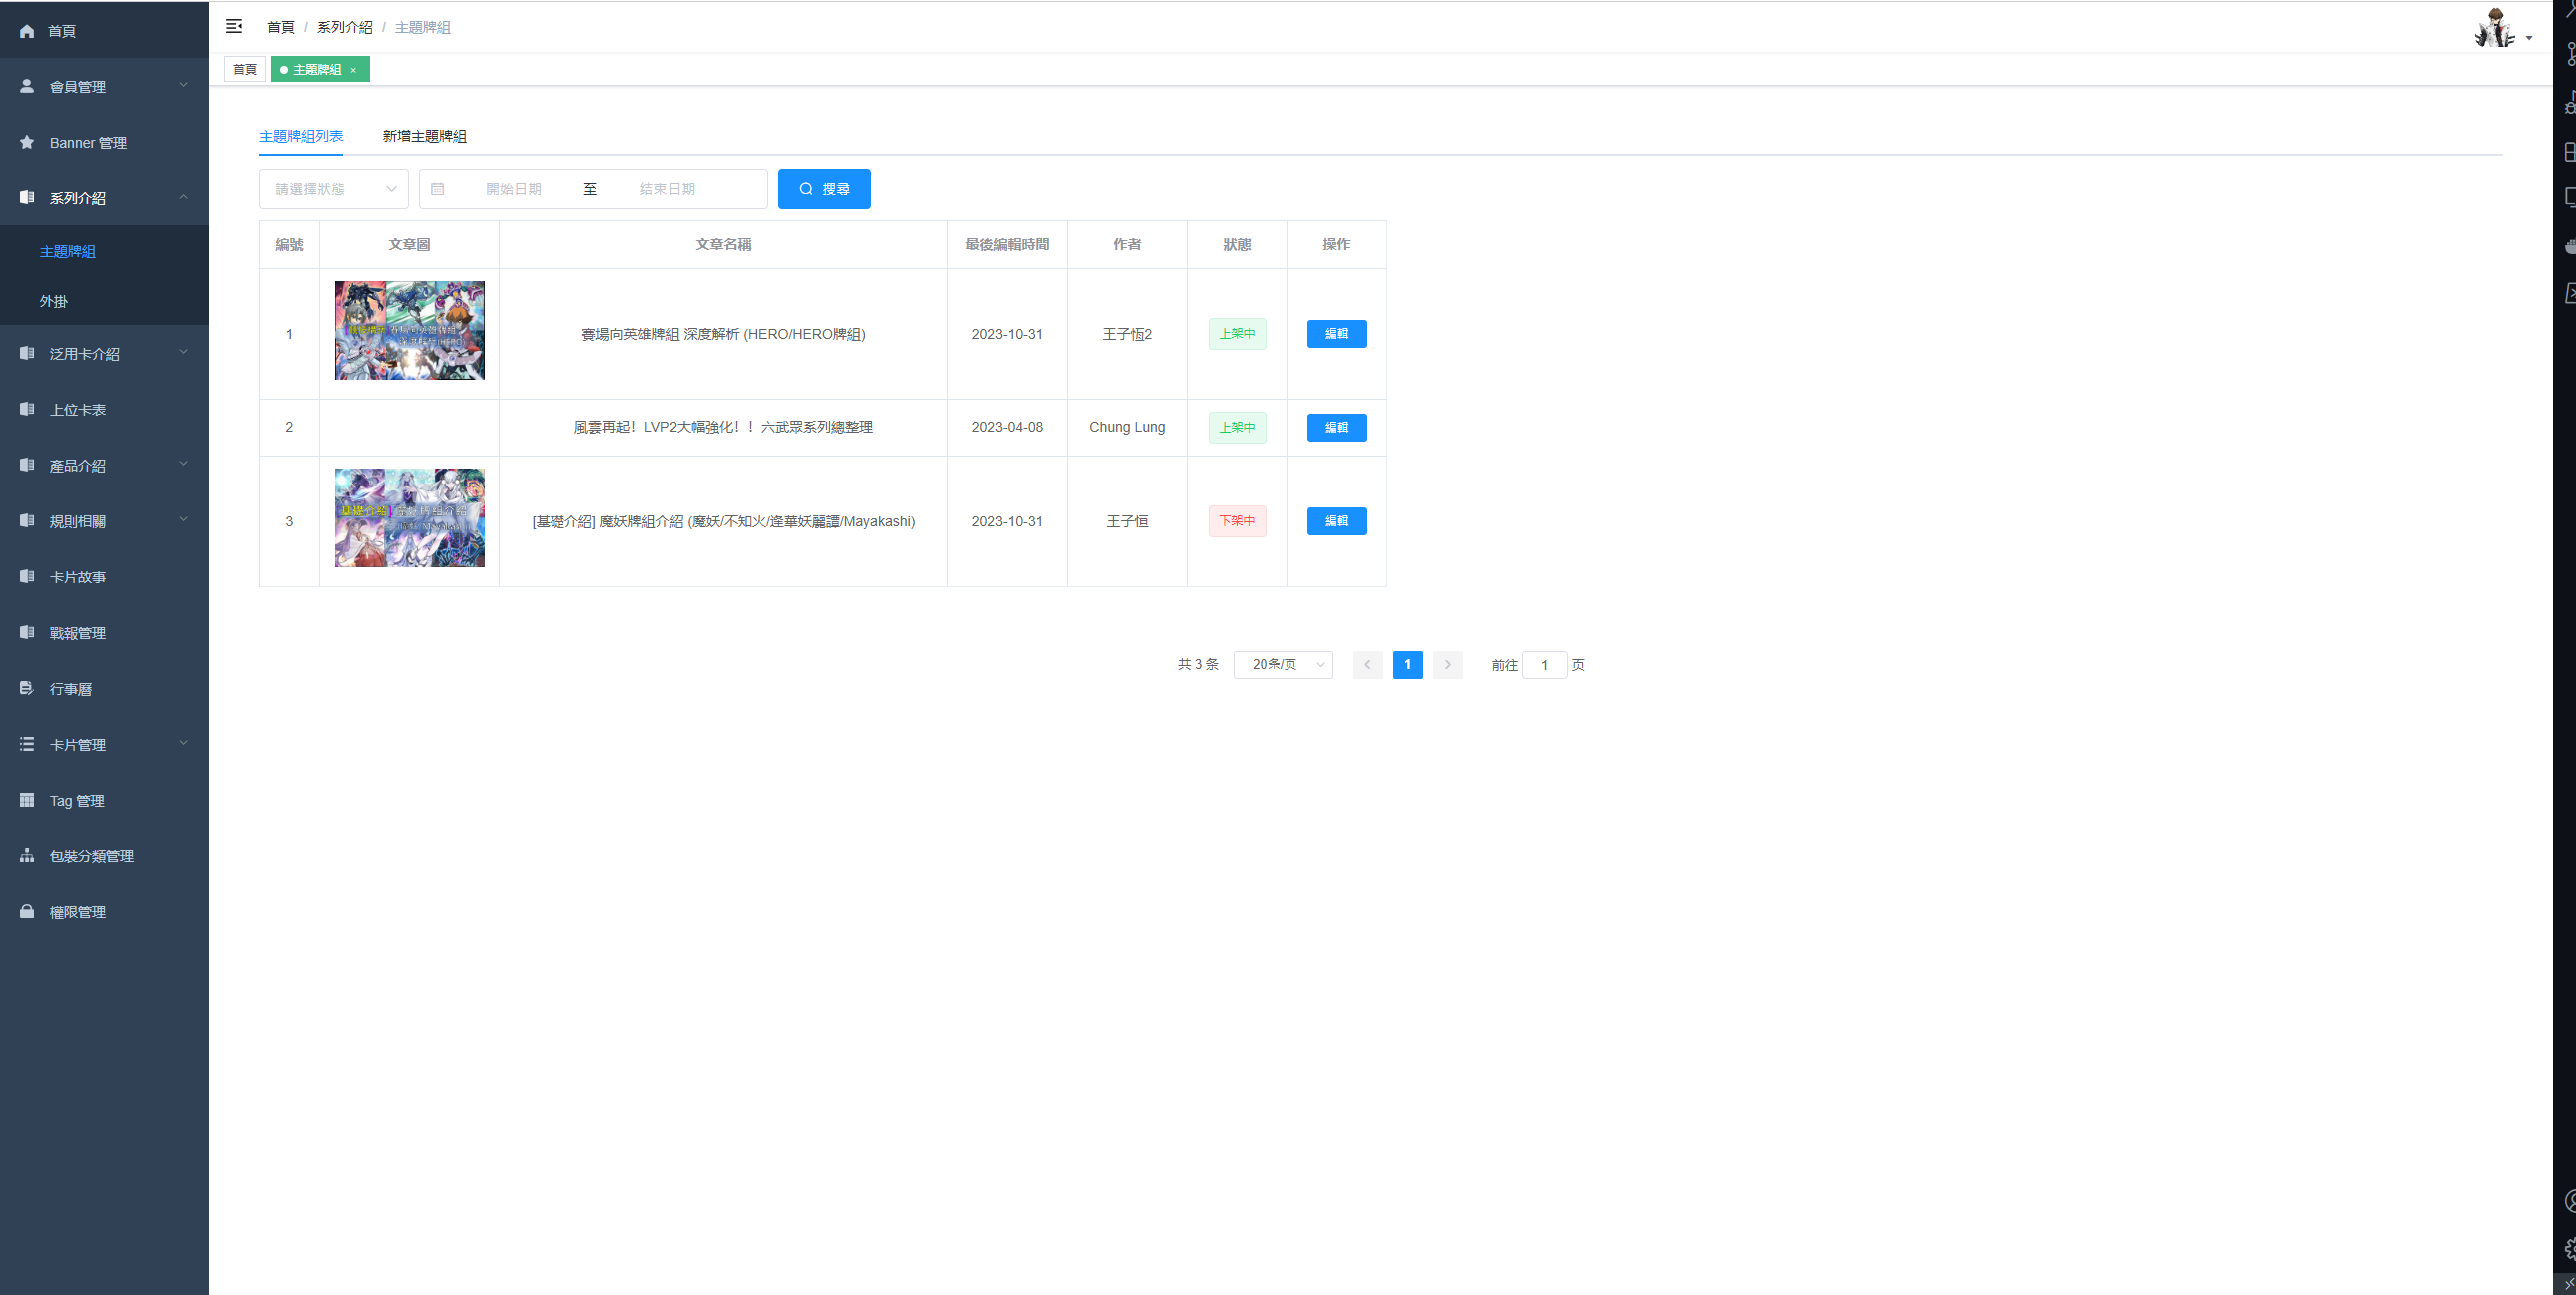 首頁
會員管理
Banner 管理
系列介紹
主題牌組
外掛
泛用卡介紹
上位卡表
產品介紹
規則相關
卡片故事
戰報管理
行事曆
卡片管理
Tag 管理
包裝分類管理
權限管理
首頁 / 系列介紹 / 主題牌組
首頁 主題牌組 ×
主題牌組列表 新增主題牌組
請選擇狀態 開始日期 至 结束日期 搜尋
編號 文章圖 文章名稱 最後編輯時間 作者 狀態 操作
1 賽場向英雄牌組 深度解析 (HERO/HERO牌組) 2023-10-31 王子恆2 上架中 編輯
2 風雲再起！LVP2大幅強化！！六武眾系列總整理 2023-04-08 Chung Lung 上架中 編輯
3 [基礎介紹] 魔妖牌組介紹 (魔妖/不知火/逢華妖麗譚/Mayakashi) 2023-10-31 王子恒 下架中 編輯
共 3 条 20条/页 1 前往 1 页